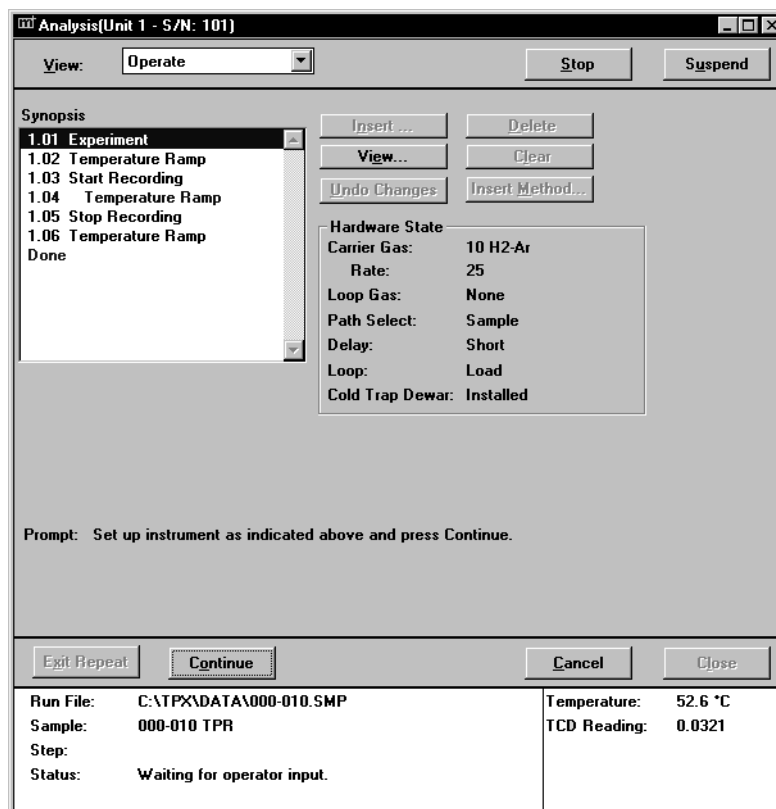 Analysis(Unit 1 - S/N: 101)
View: Operate Stop Suspend
Synopsis
1.01 Experiment
1.02 Temperature Ramp
1.03 Start Recording
1.04 Temperature Ramp
1.05 Stop Recording
1.06 Temperature Ramp
Done
Insert ... Delete
View... Clear
Undo Changes Insert Method...
Hardware State
Carrier Gas: 10 H2-Ar
Rate: 25
Loop Gas: None
Path Select: Sample
Delay: Short
Loop: Load
Cold Trap Dewar: Installed
Prompt: Set up instrument as indicated above and press Continue.
Exit Repeat Continue Cancel Close
Run File: C:\TPX\DATA\000-010.SMP
Sample: 000-010 TPR
Step:
Status: Waiting for operator input.
Temperature: 52.6 °C
TCD Reading: 0.0321